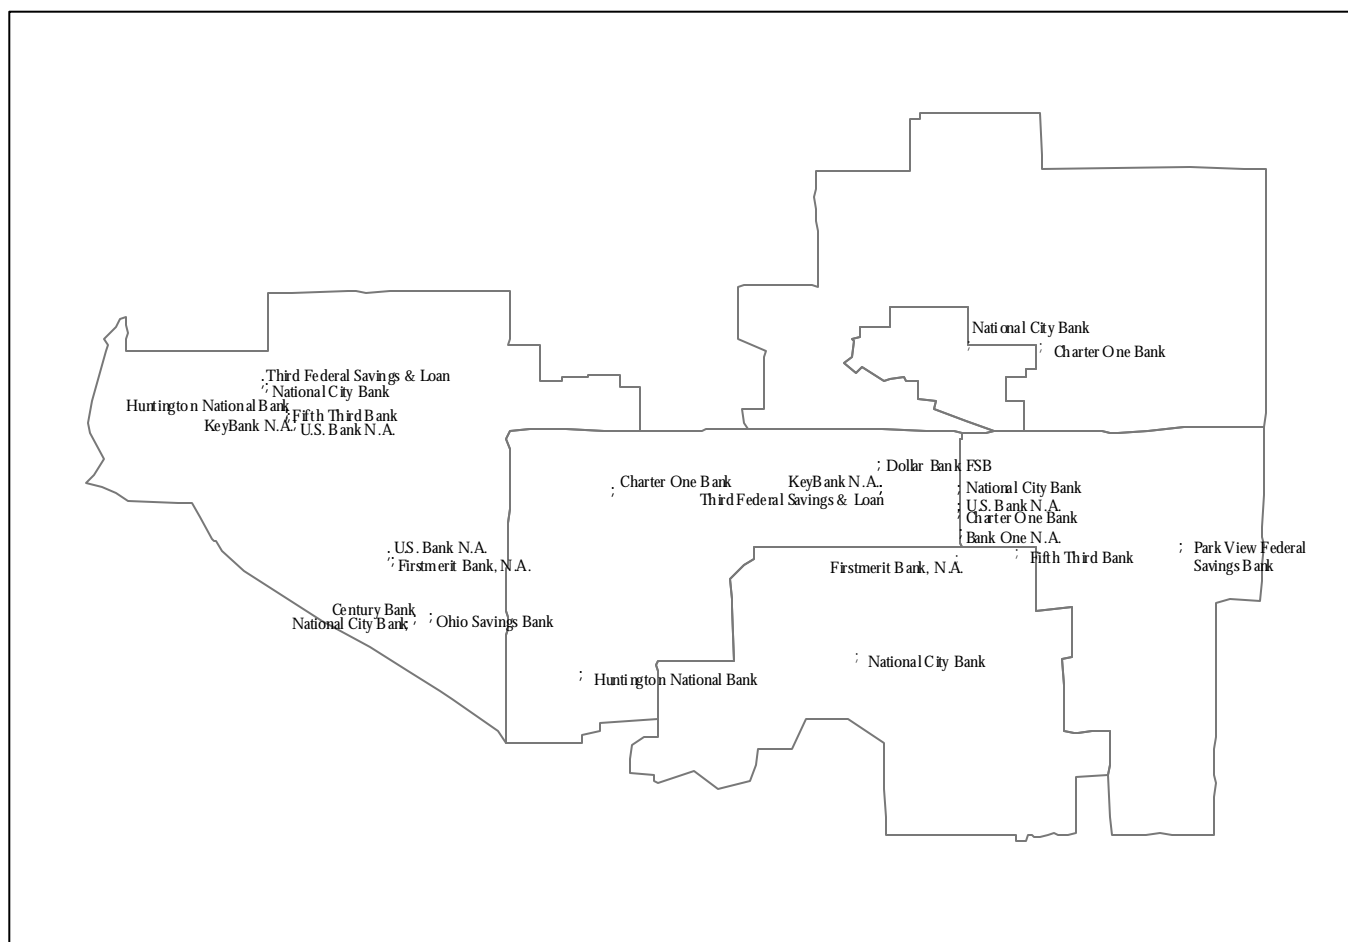 National City Bank
Charter One Bank
Third Federal Savings & Loan
National City Bank
Huntington National Bank
Fifth Third Bank
KeyBank N.A.
U.S. Bank N.A.
Dollar Bank FSB
Charter One Bank
KeyBank N.A.
Third Federal Savings & Loan
National City Bank
U.S. Bank N.A.
Charter One Bank
Bank One N.A.
U.S. Bank N.A.
Firstmerit Bank, N.A.
Firstmerit Bank, N.A.
Fifth Third Bank
Park View Federal
Savings Bank
Century Bank
National City Bank
Ohio Savings Bank
National City Bank
Huntington National Bank